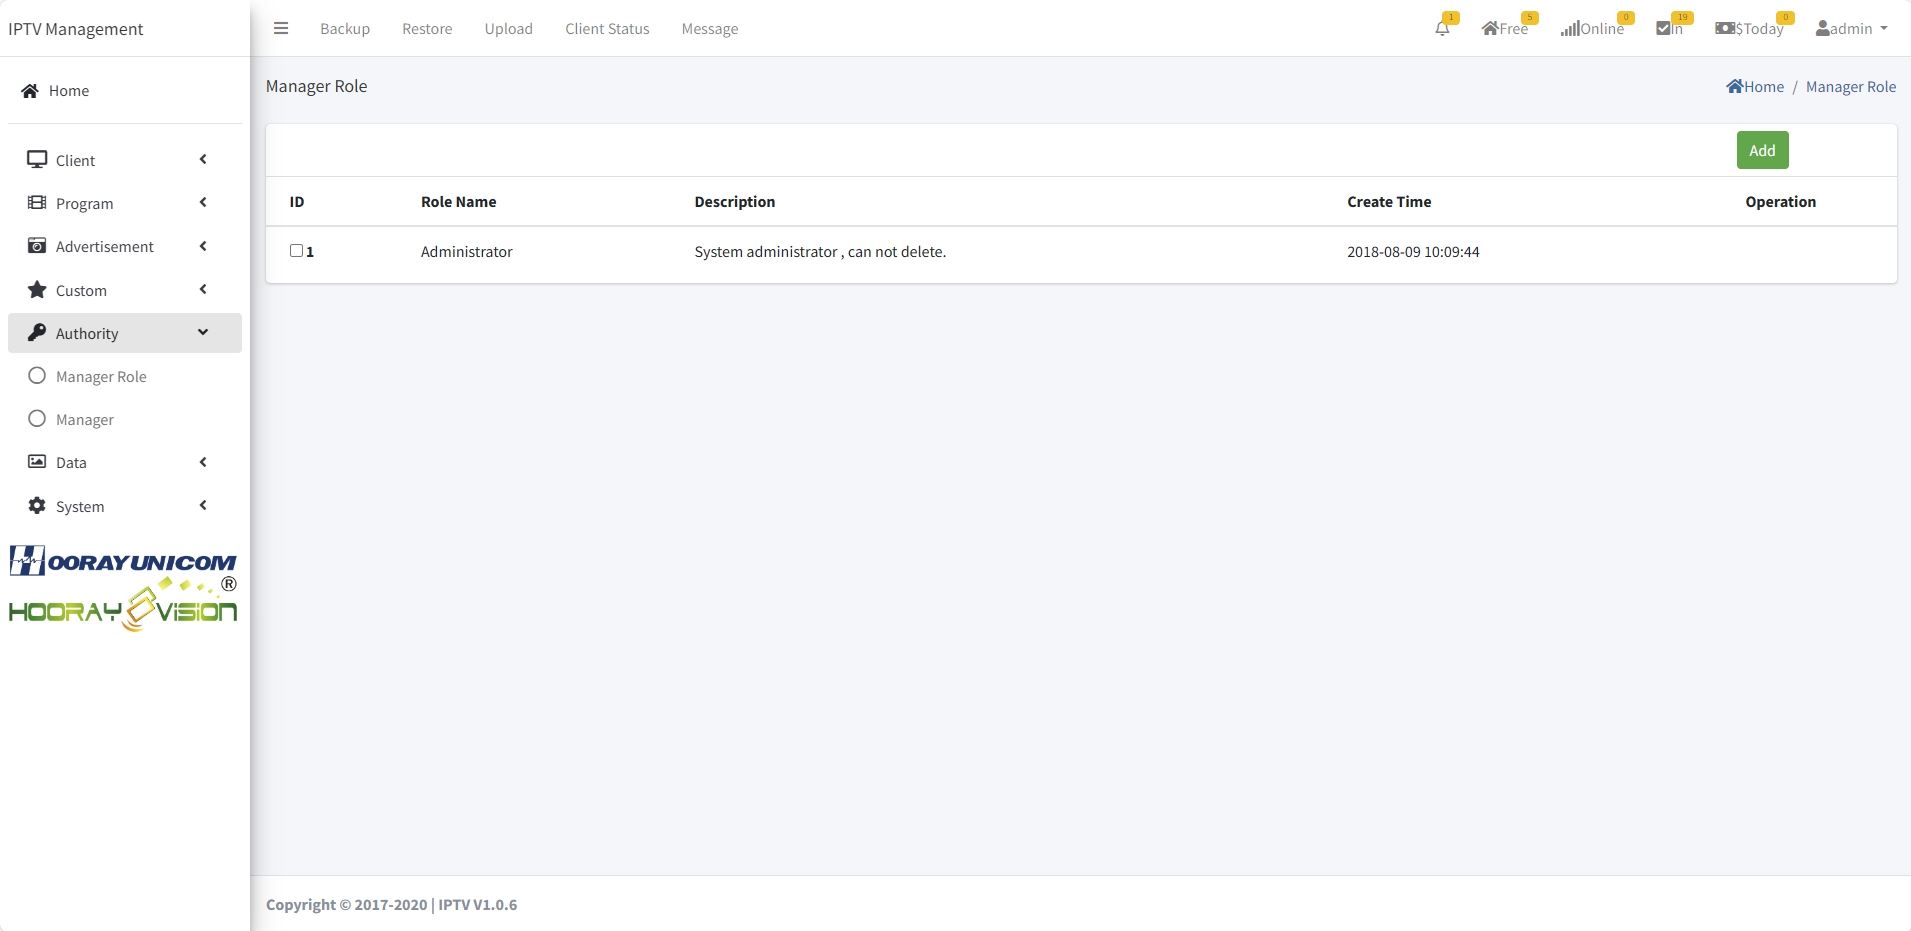 IPTV Management
Backup Restore Upload Client Status Message
1
Free 5
Online 0
In 19
$Today 0
admin
Home
Client
Program
Advertisement
Custom
Authority
Manager Role
Manager
Data
System
HOORAYUNICOM
®
HOORAY VISION
Manager Role
Home / Manager Role
Add
ID Role Name Description Create Time Operation
1 Administrator System administrator , can not delete. 2018-08-09 10:09:44
Copyright © 2017-2020 | IPTV V1.0.6